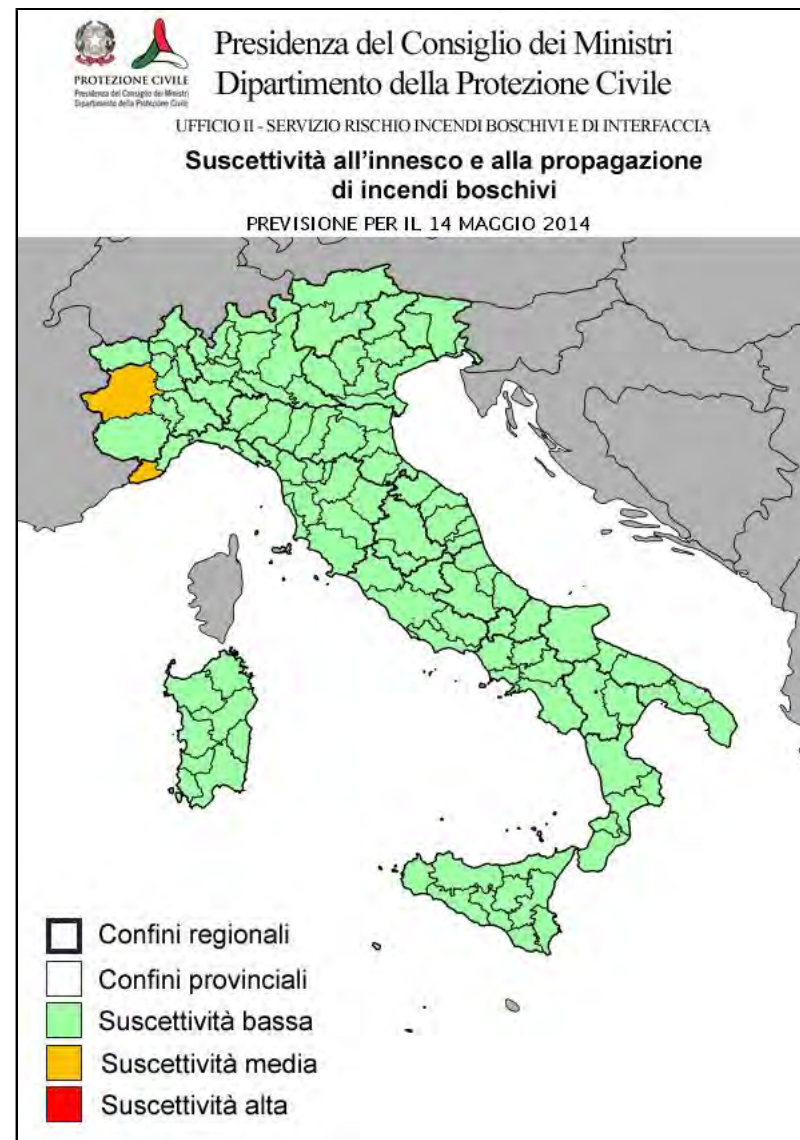 Presidenza del Consiglio dei Ministri
Dipartimento della Protezione Civile
PROTEZIONE CIVILE
Presidenza del Consiglio dei Ministri
Dipartimento della Protezione Civile
UFFICIO II - SERVIZIO RISCHIO INCENDI BOSCHIVI E DI INTERFACCIA
Suscettività all'innesco e alla propagazione
di incendi boschivi
PREVISIONE PER IL 14 MAGGIO 2014
Confini regionali
Confini provinciali
Suscettività bassa
Suscettività media
Suscettività alta